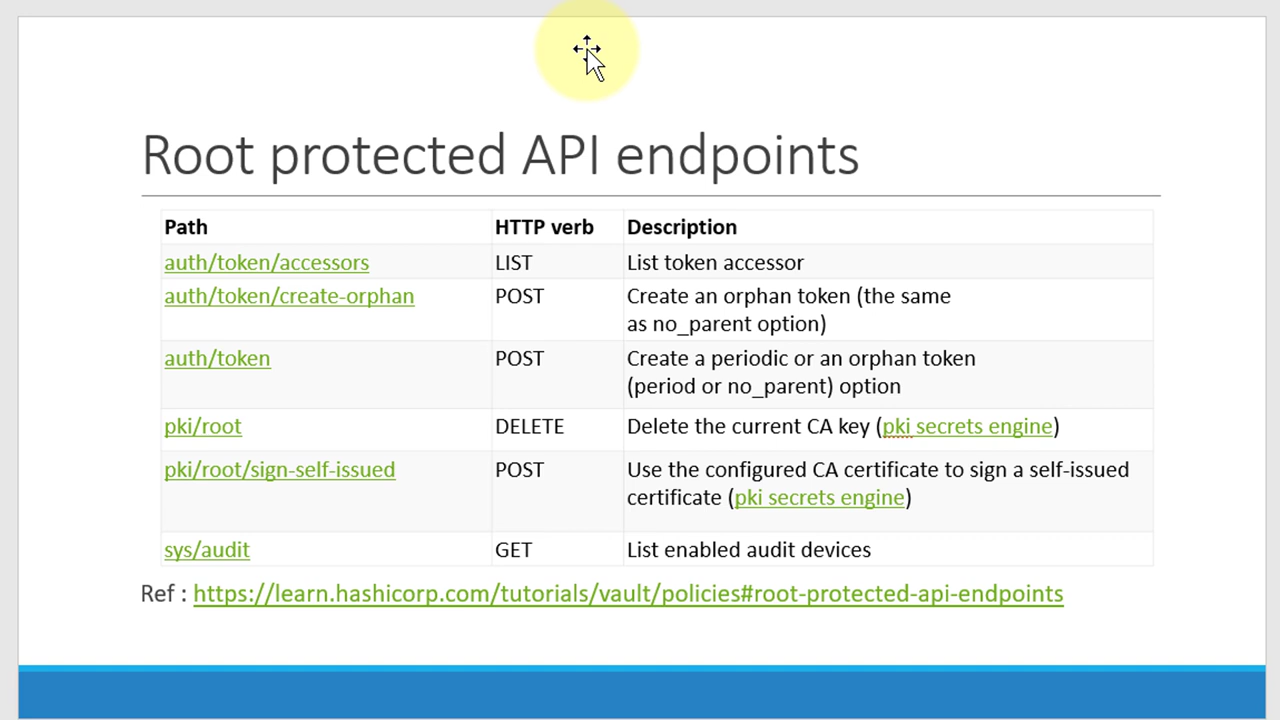 Root protected API endpoints
Path HTTP verb Description
auth/token/accessors LIST List token accessor
auth/token/create-orphan POST Create an orphan token (the same
as no_parent option)
auth/token POST Create a periodic or an orphan token
(period or no_parent) option
pki/root DELETE Delete the current CA key (pki secrets engine)
pki/root/sign-self-issued POST Use the configured CA certificate to sign a self-issued
certificate (pki secrets engine)
sys/audit GET List enabled audit devices
Ref : https://learn.hashicorp.com/tutorials/vault/policies#root-protected-api-endpoints